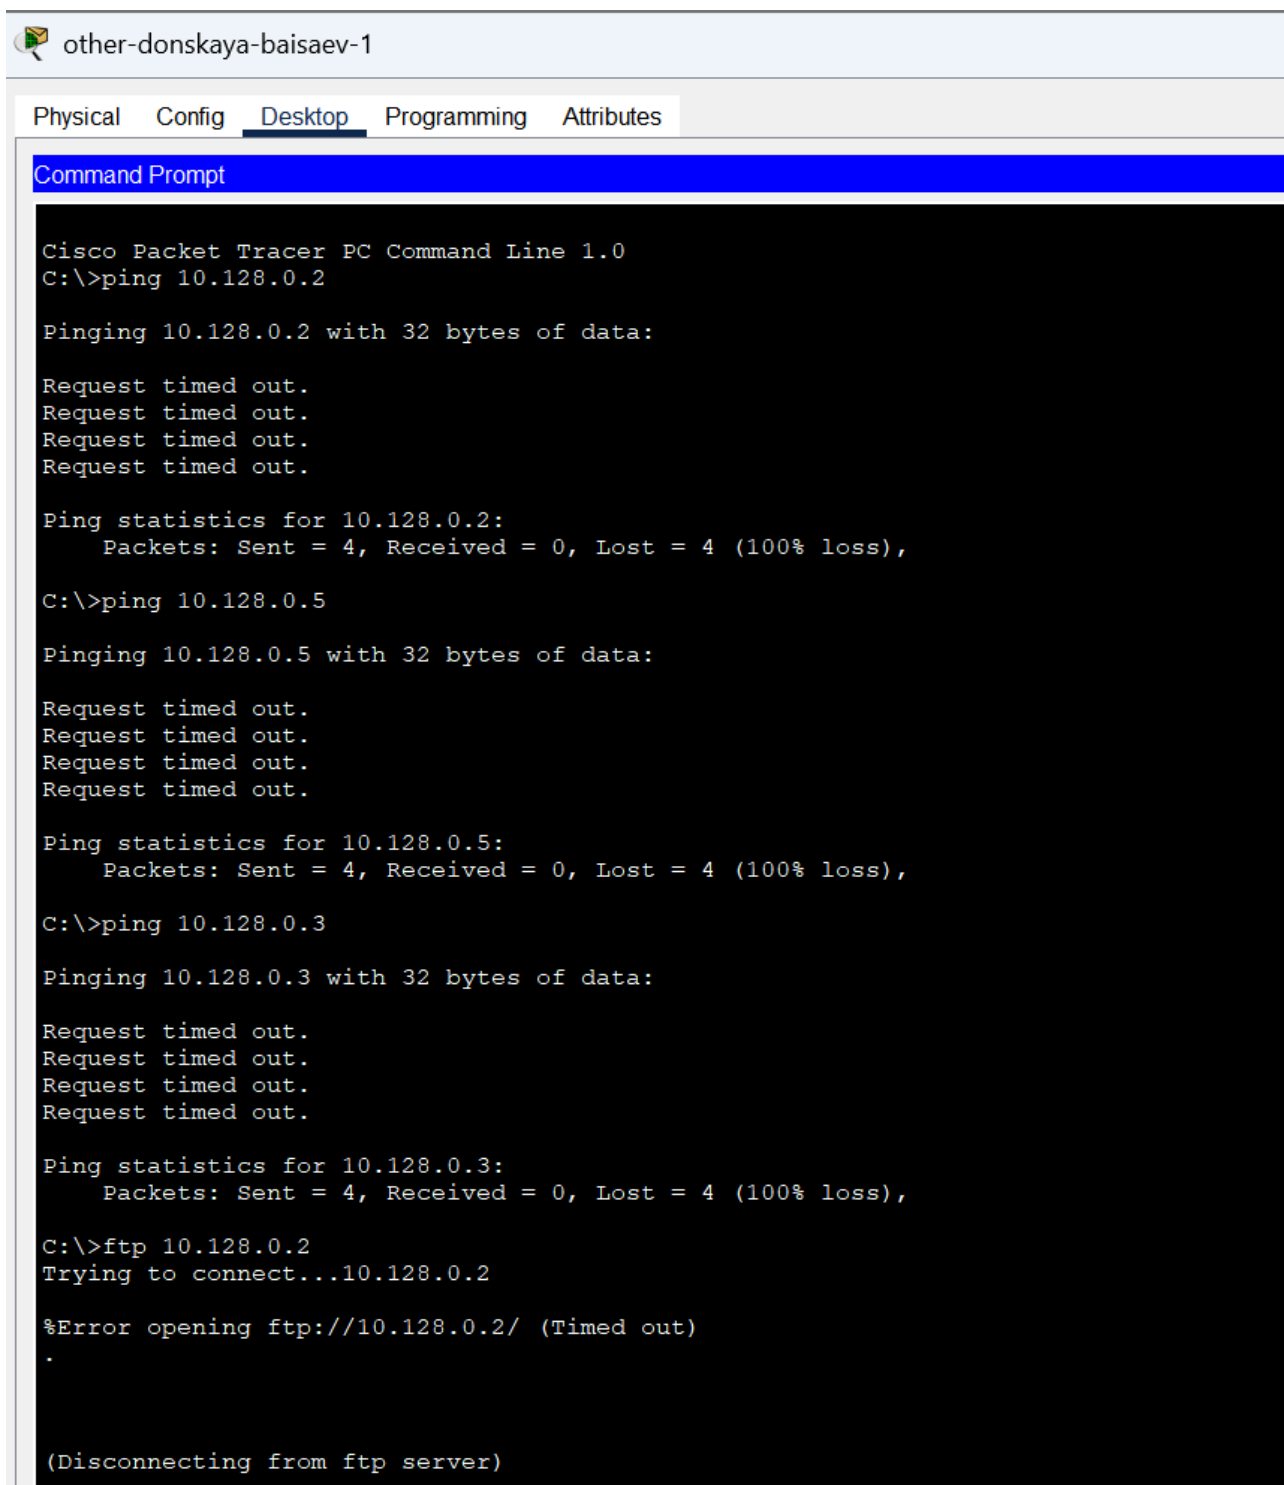 other-donskaya-baisaev-1
Physical Config Desktop Programming Attributes
Command Prompt
Cisco Packet Tracer PC Command Line 1.0
C:\>ping 10.128.0.2
Pinging 10.128.0.2 with 32 bytes of data:
Request timed out.
Request timed out.
Request timed out.
Request timed out.
Ping statistics for 10.128.0.2:
    Packets: Sent = 4, Received = 0, Lost = 4 (100% loss),
C:\>ping 10.128.0.5
Pinging 10.128.0.5 with 32 bytes of data:
Request timed out.
Request timed out.
Request timed out.
Request timed out.
Ping statistics for 10.128.0.5:
    Packets: Sent = 4, Received = 0, Lost = 4 (100% loss),
C:\>ping 10.128.0.3
Pinging 10.128.0.3 with 32 bytes of data:
Request timed out.
Request timed out.
Request timed out.
Request timed out.
Ping statistics for 10.128.0.3:
    Packets: Sent = 4, Received = 0, Lost = 4 (100% loss),
C:\>ftp 10.128.0.2
Trying to connect...10.128.0.2
%Error opening ftp://10.128.0.2/ (Timed out)
.
(Disconnecting from ftp server)